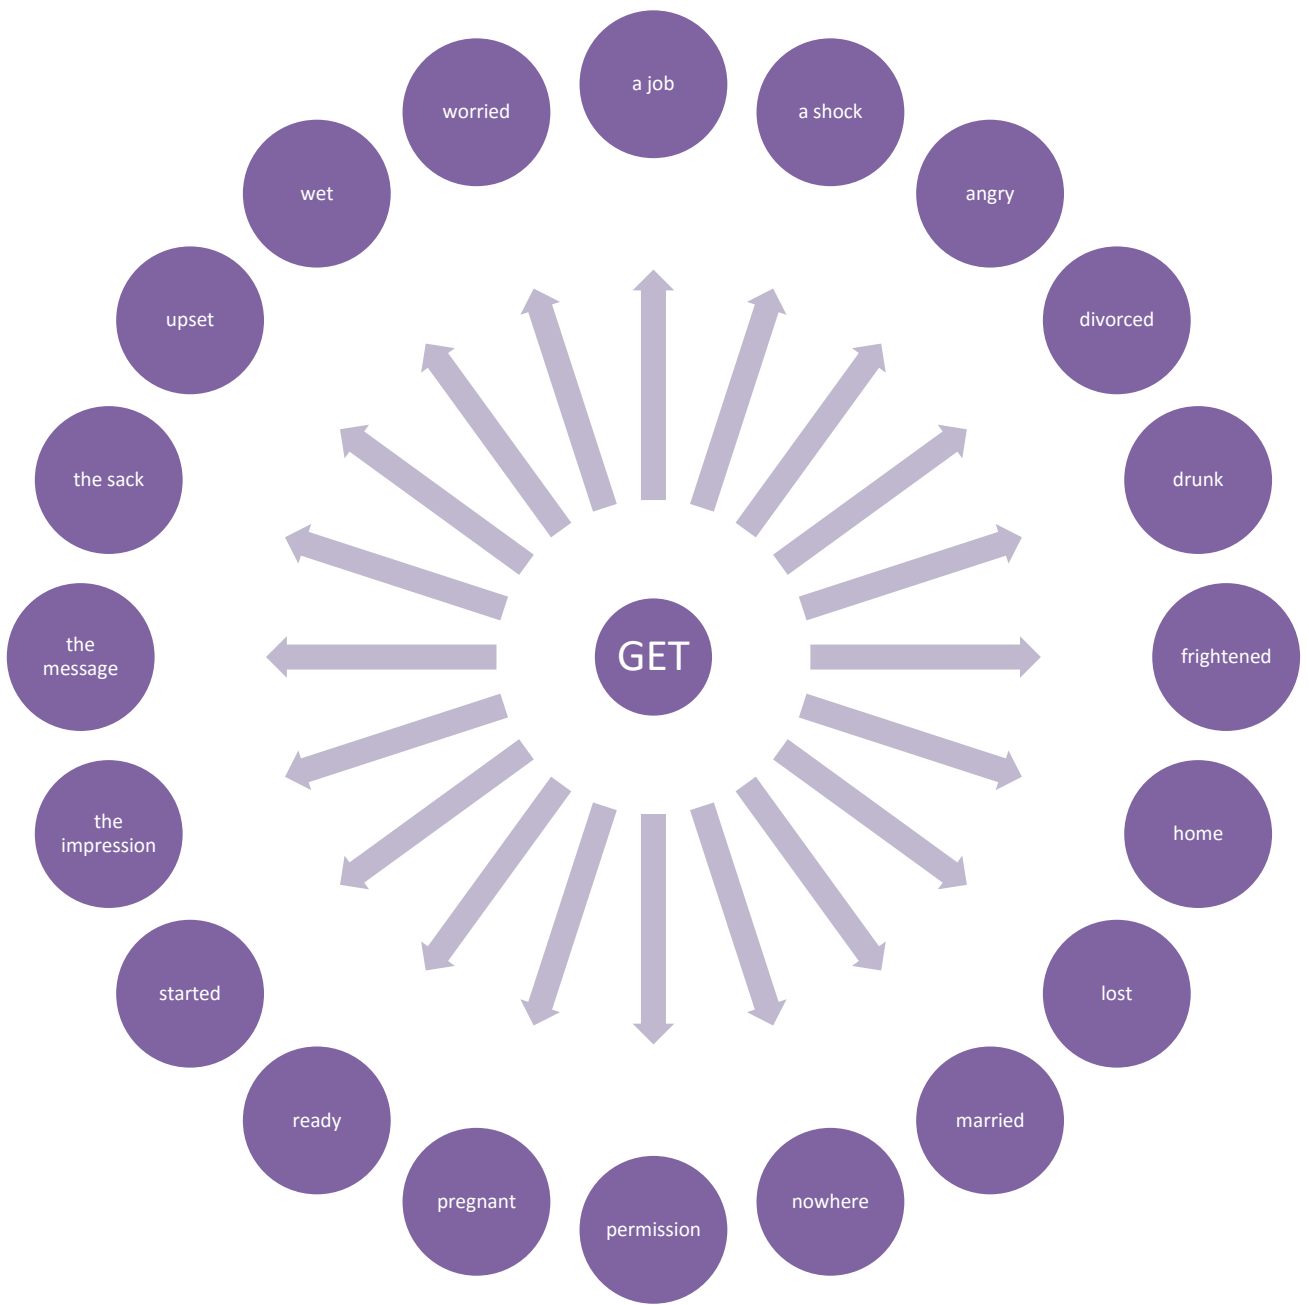 GET
a job
a shock
angry
divorced
drunk
frightened
home
lost
married
nowhere
permission
pregnant
ready
started
the
impression
the
message
the sack
upset
wet
worried